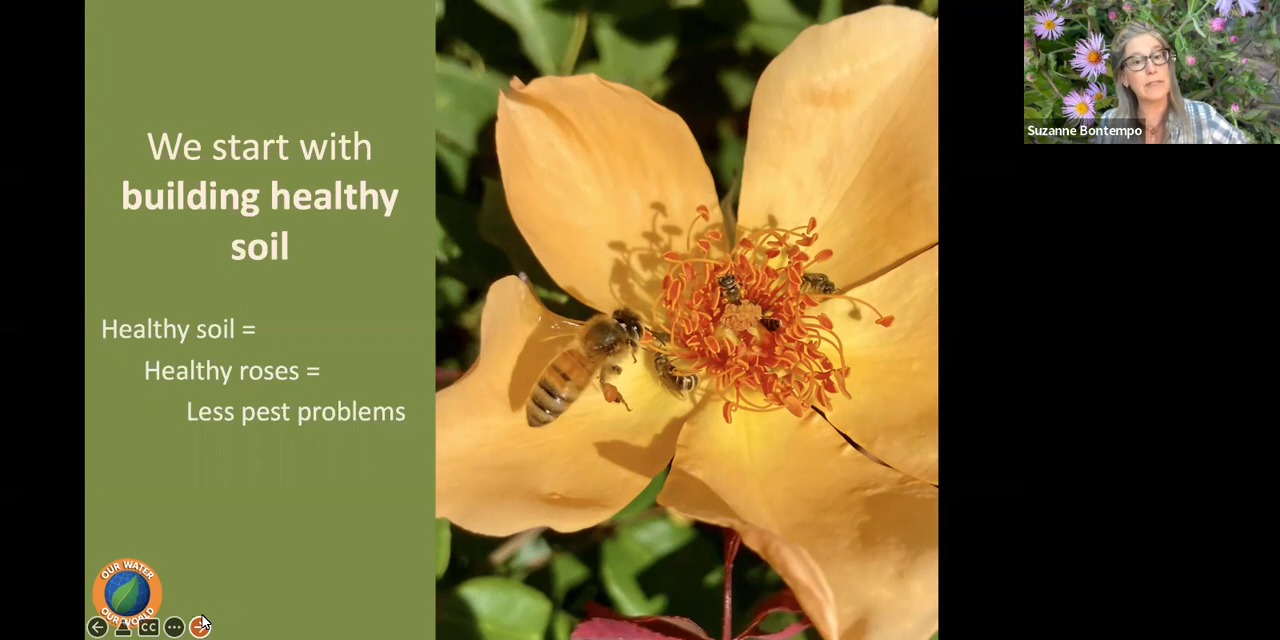 We start with
building healthy
soil
Healthy soil =
Healthy roses =
Less pest problems
OUR WATER
OUR WORLD
CC
Suzanne Bontempo